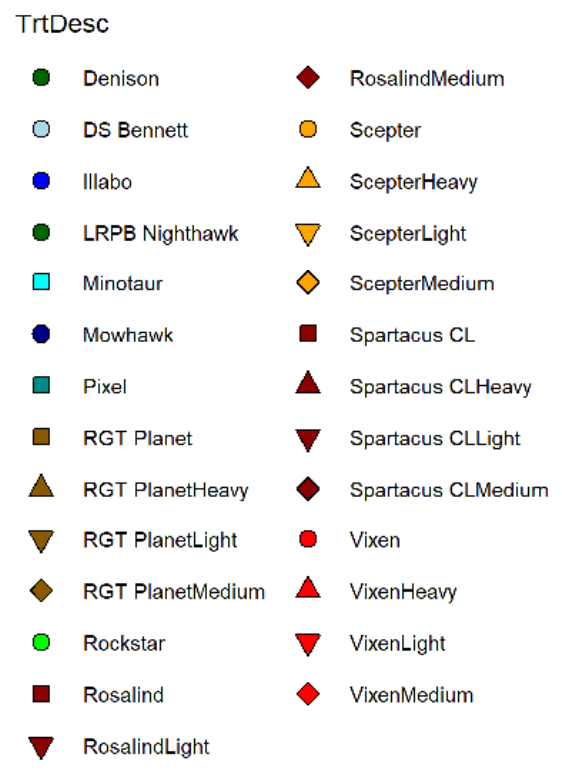 TrtDesc
Denison
DS Bennett
Illabo
LRPB Nighthawk
Minotaur
Mowhawk
Pixel
RGT Planet
RGT PlanetHeavy
RGT PlanetLight
RGT PlanetMedium
Rockstar
Rosalind
RosalindLight
RosalindMedium
Scepter
ScepterHeavy
ScepterLight
ScepterMedium
Spartacus CL
Spartacus CLHeavy
Spartacus CLLight
Spartacus CLMedium
Vixen
VixenHeavy
VixenLight
VixenMedium